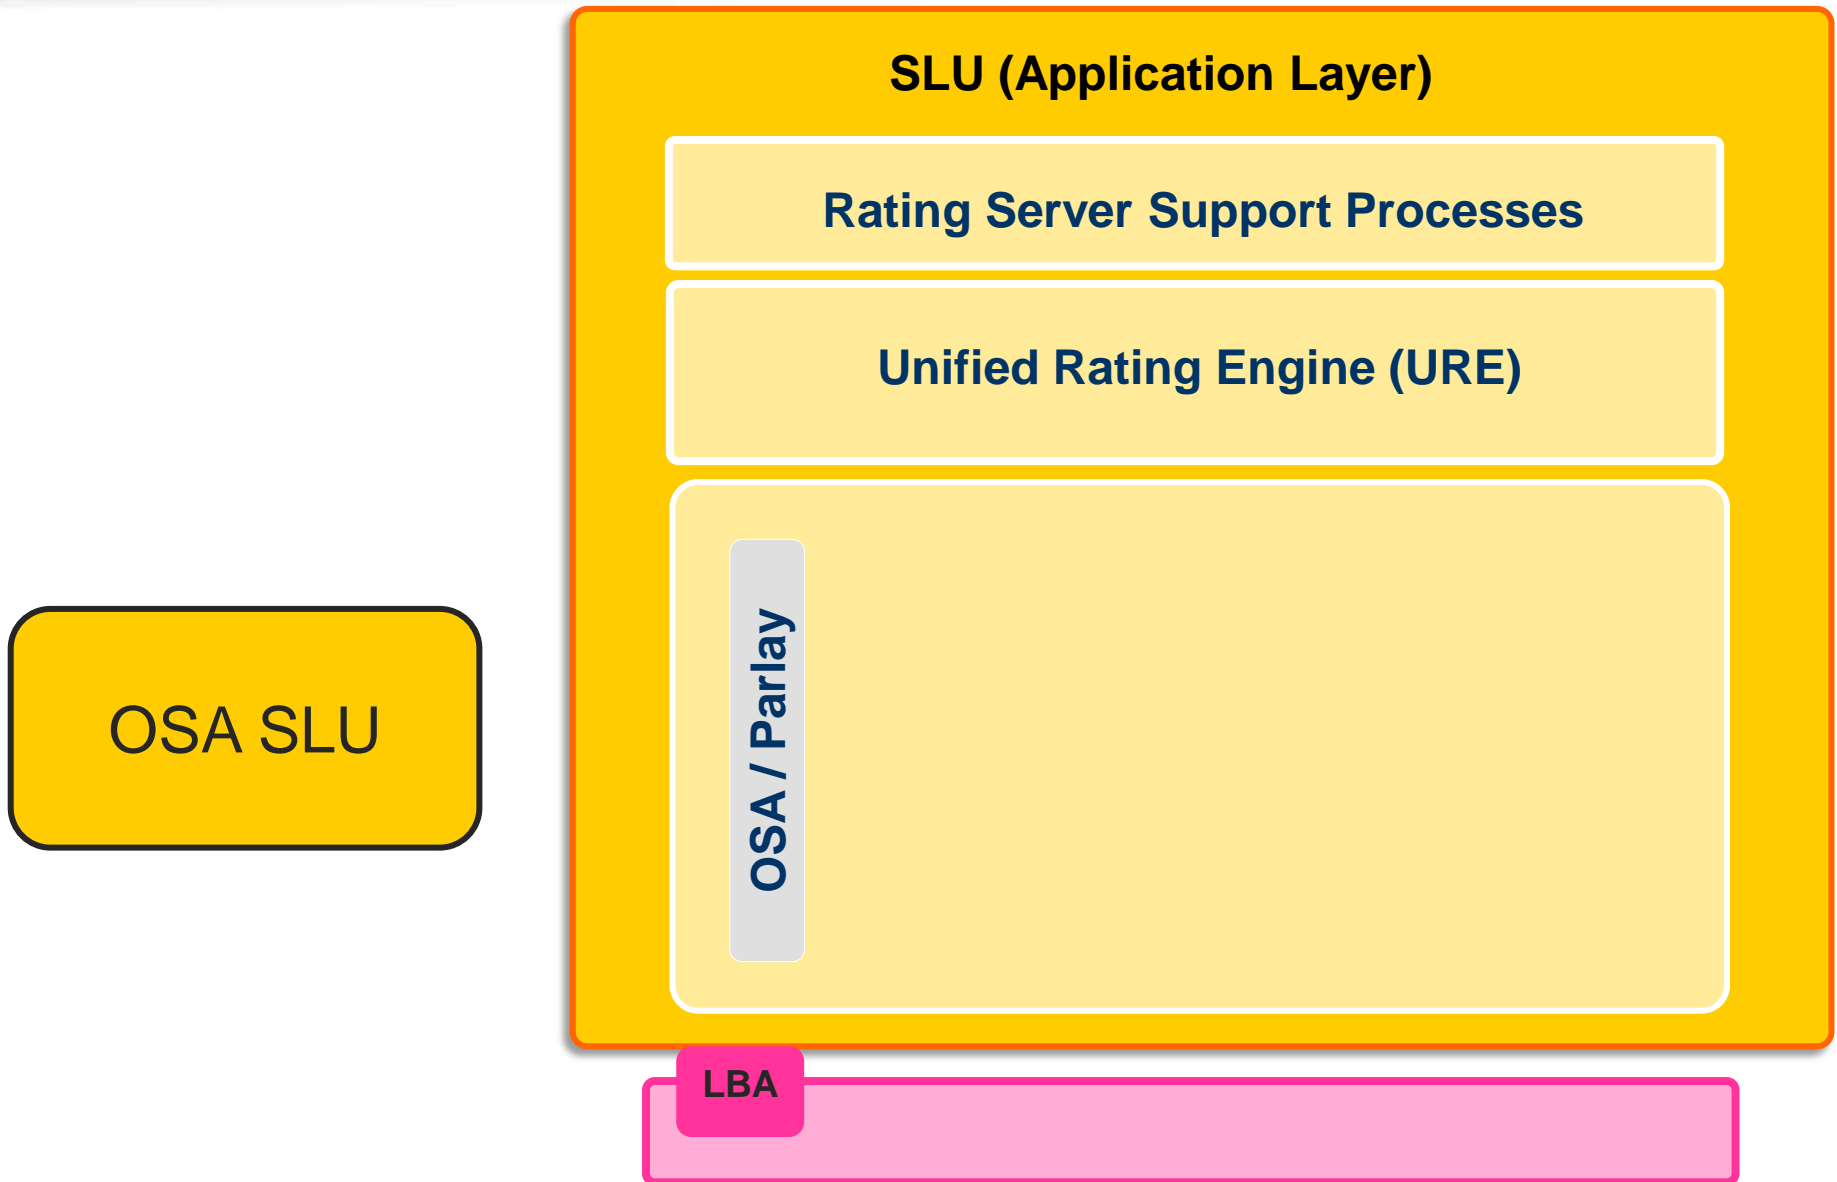 SLU (Application Layer)
Rating Server Support Processes
Unified Rating Engine (URE)
OSA / Parlay
OSA SLU
LBA